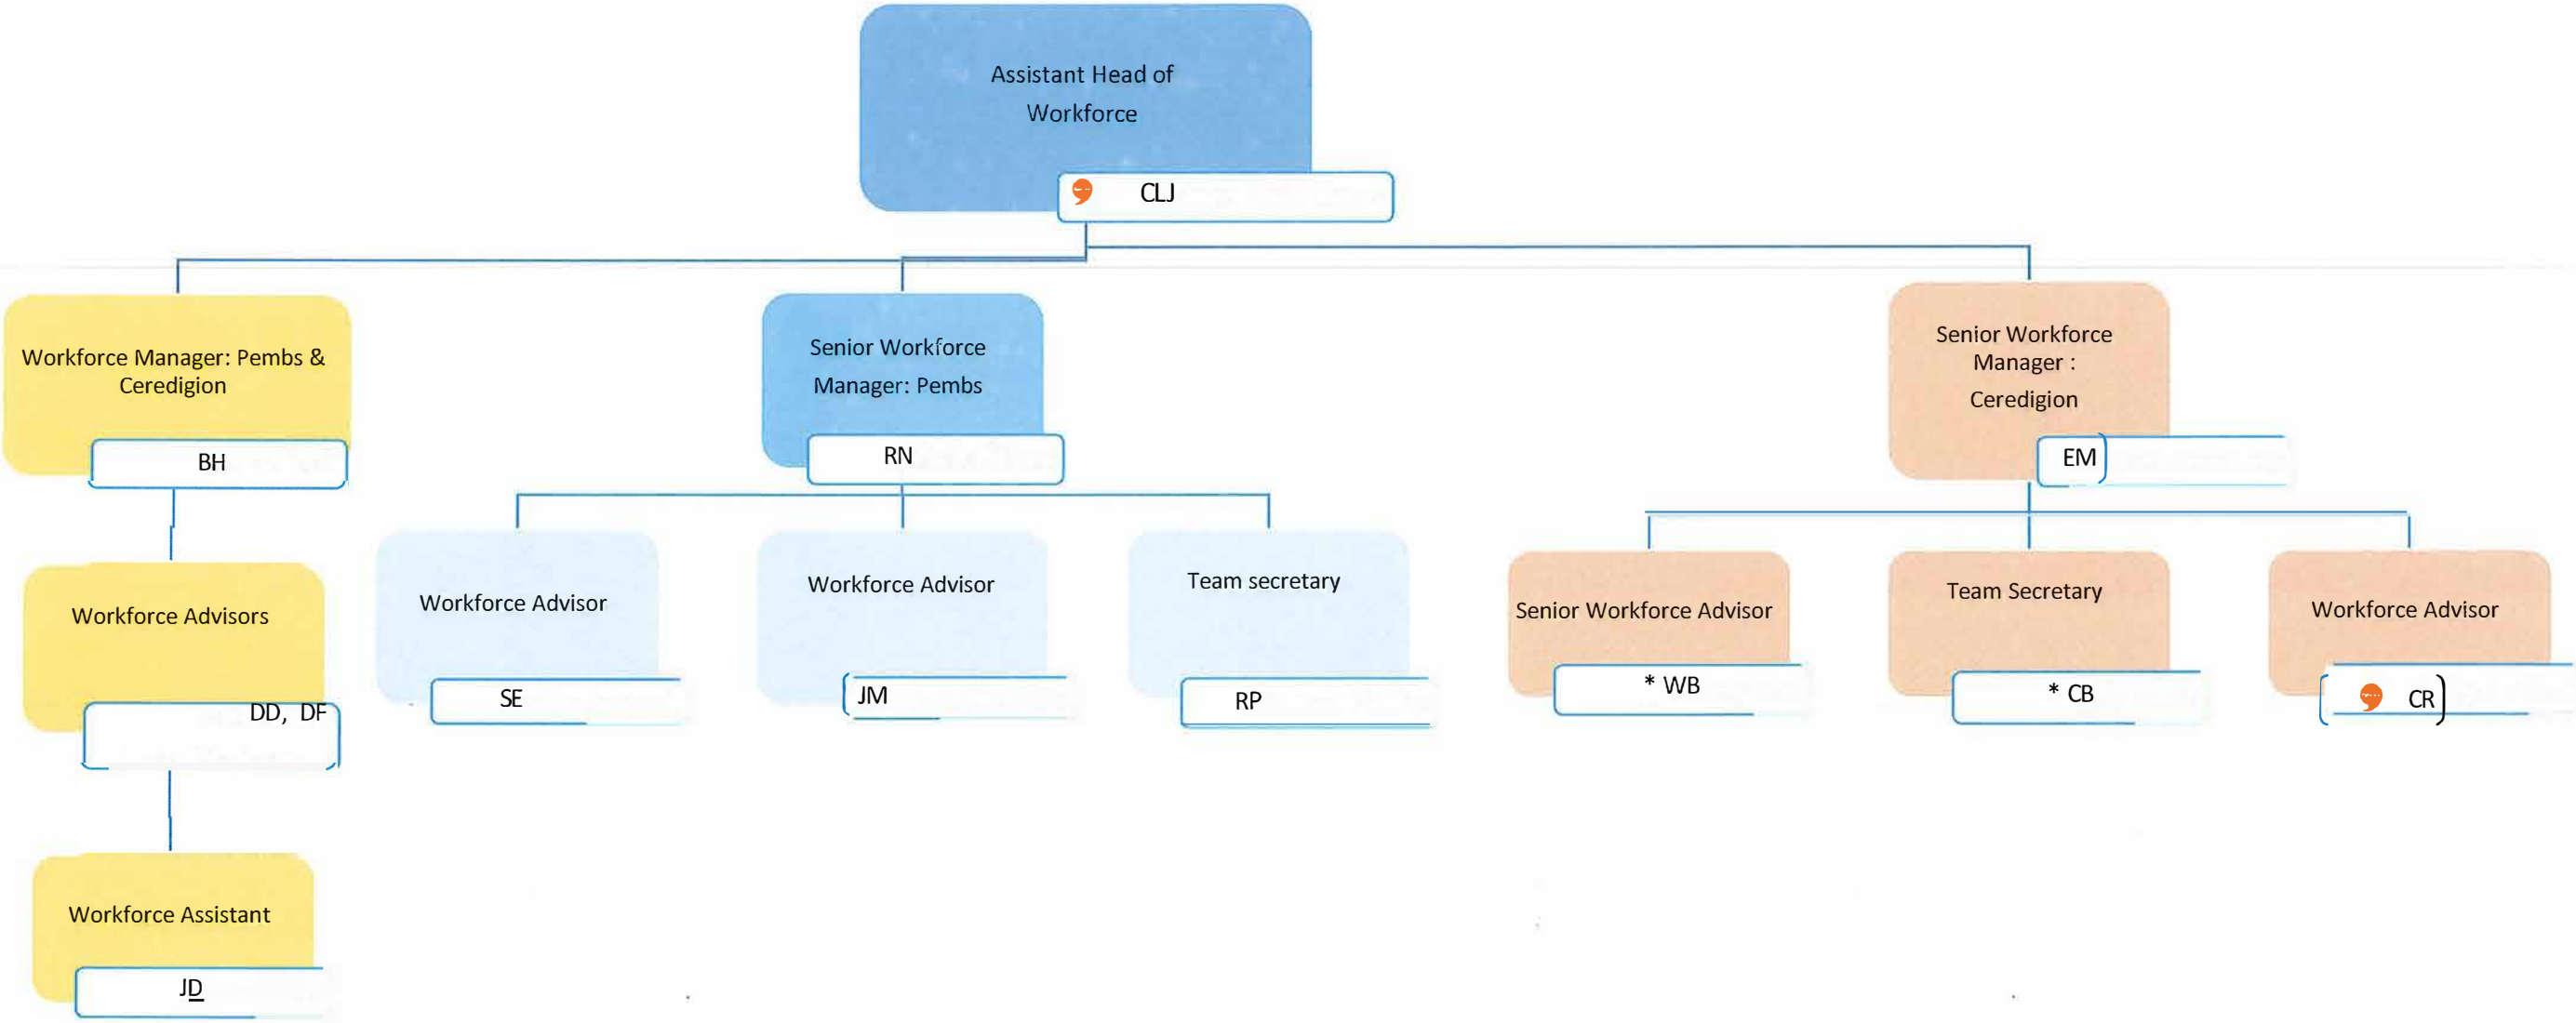 Assistant Head of
Workforce
CLJ
Workforce Manager: Pembs &
Ceredigion
BH
Senior Workforce
Manager: Pembs
RN
Senior Workforce
Manager :
Ceredigion
EM
Workforce Advisors
DD, DF
Workforce Advisor
SE
Workforce Advisor
JM
Team secretary
RP
Senior Workforce Advisor
* WB
Team Secretary
* CB
Workforce Advisor
CR
Workforce Assistant
JD